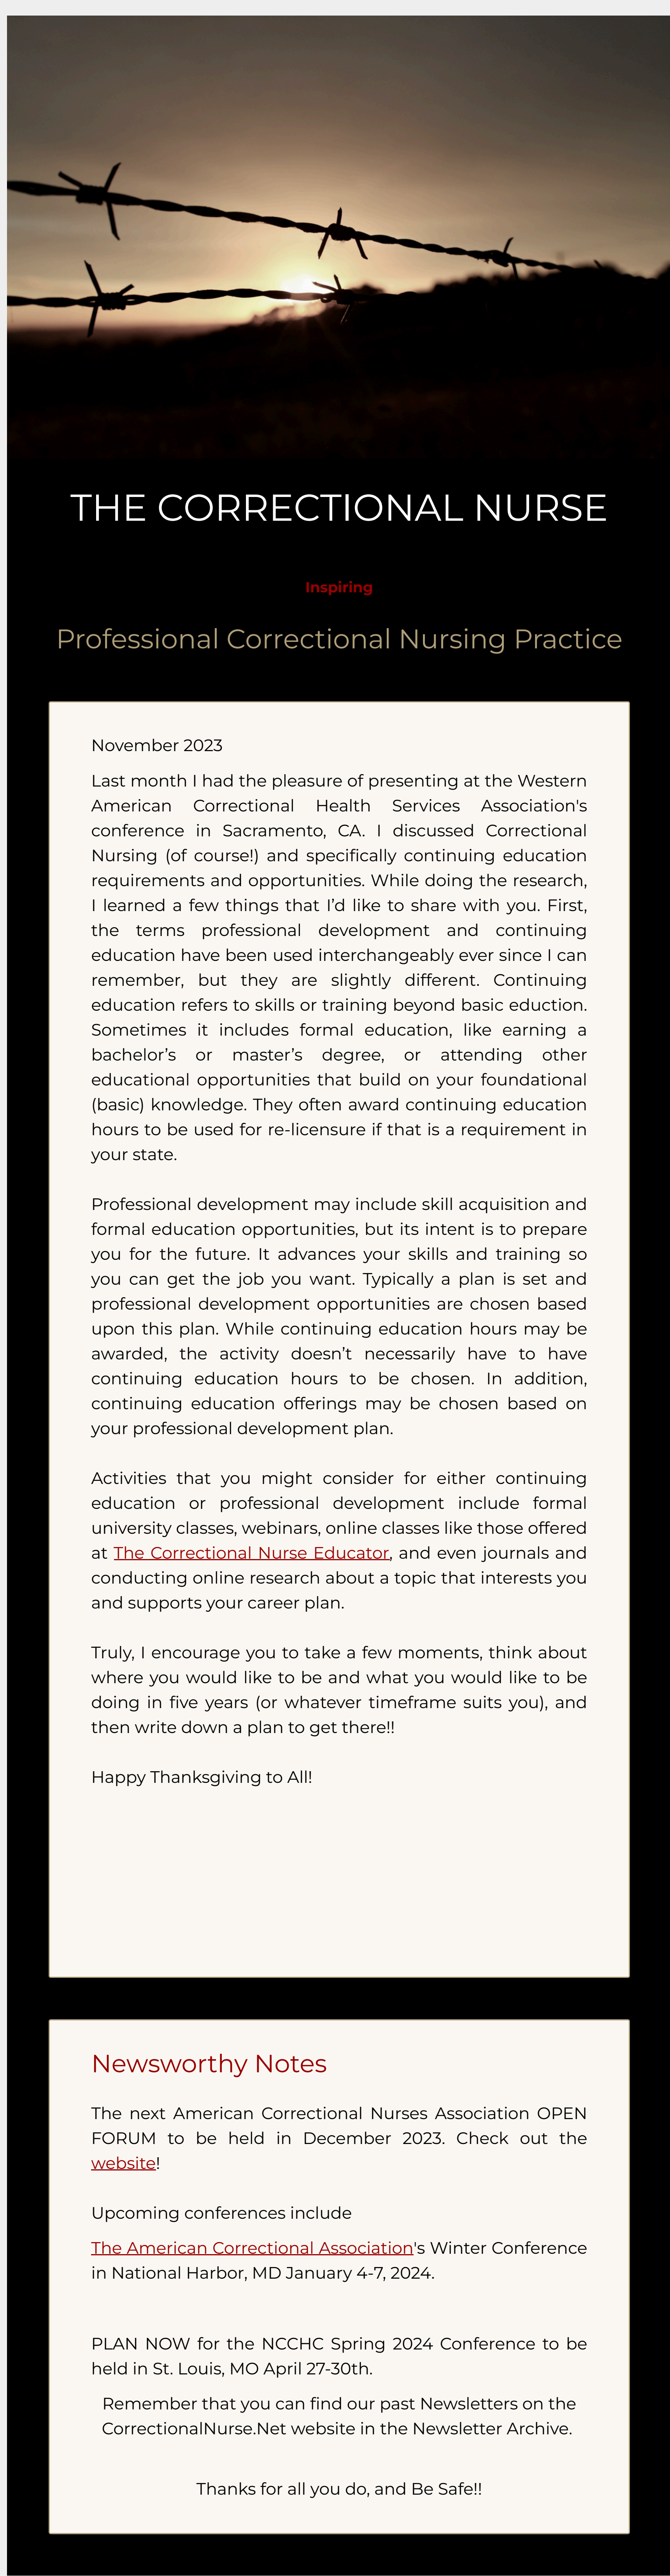 THE CORRECTIONAL NURSE
Inspiring
Professional Correctional Nursing Practice
November 2023
Last month I had the pleasure of presenting at the Western
American Correctional Health Services Association's
conference in Sacramento, CA. I discussed Correctional
Nursing (of course!) and specifically continuing education
requirements and opportunities. While doing the research,
I learned a few things that I’d like to share with you. First,
the terms professional development and continuing
education have been used interchangeably ever since I can
remember, but they are slightly different. Continuing
education refers to skills or training beyond basic eduction.
Sometimes it includes formal education, like earning a
bachelor’s or master’s degree, or attending other
educational opportunities that build on your foundational
(basic) knowledge. They often award continuing education
hours to be used for re-licensure if that is a requirement in
your state.
Professional development may include skill acquisition and
formal education opportunities, but its intent is to prepare
you for the future. It advances your skills and training so
you can get the job you want. Typically a plan is set and
professional development opportunities are chosen based
upon this plan. While continuing education hours may be
awarded, the activity doesn’t necessarily have to have
continuing education hours to be chosen. In addition,
continuing education offerings may be chosen based on
your professional development plan.
Activities that you might consider for either continuing
education or professional development include formal
university classes, webinars, online classes like those offered
at The Correctional Nurse Educator, and even journals and
conducting online research about a topic that interests you
and supports your career plan.
Truly, I encourage you to take a few moments, think about
where you would like to be and what you would like to be
doing in five years (or whatever timeframe suits you), and
then write down a plan to get there!!
Happy Thanksgiving to All!
Newsworthy Notes
The next American Correctional Nurses Association OPEN
FORUM to be held in December 2023. Check out the
website!
Upcoming conferences include
The American Correctional Association's Winter Conference
in National Harbor, MD January 4-7, 2024.
PLAN NOW for the NCCHC Spring 2024 Conference to be
held in St. Louis, MO April 27-30th.
Remember that you can find our past Newsletters on the
CorrectionalNurse.Net website in the Newsletter Archive.
Thanks for all you do, and Be Safe!!